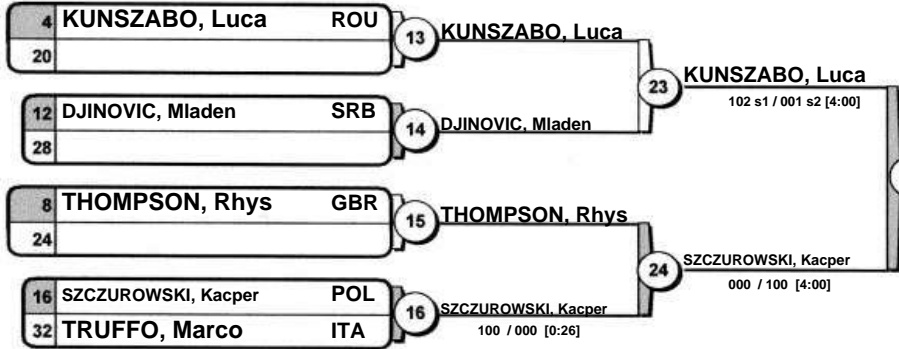 4 KUNSZABO, Luca ROU
20
13 KUNSZABO, Luca
12 DJINOVIC, Mladen SRB
28
14 DJINOVIC, Mladen
23 KUNSZABO, Luca
102 s1 / 001 s2 [4:00]
8 THOMPSON, Rhys GBR
24
15 THOMPSON, Rhys
16 SZCZUROWSKI, Kacper POL
32 TRUFFO, Marco ITA
16 SZCZUROWSKI, Kacper
100 / 000 [0:26]
24 SZCZUROWSKI, Kacper
000 / 100 [4:00]